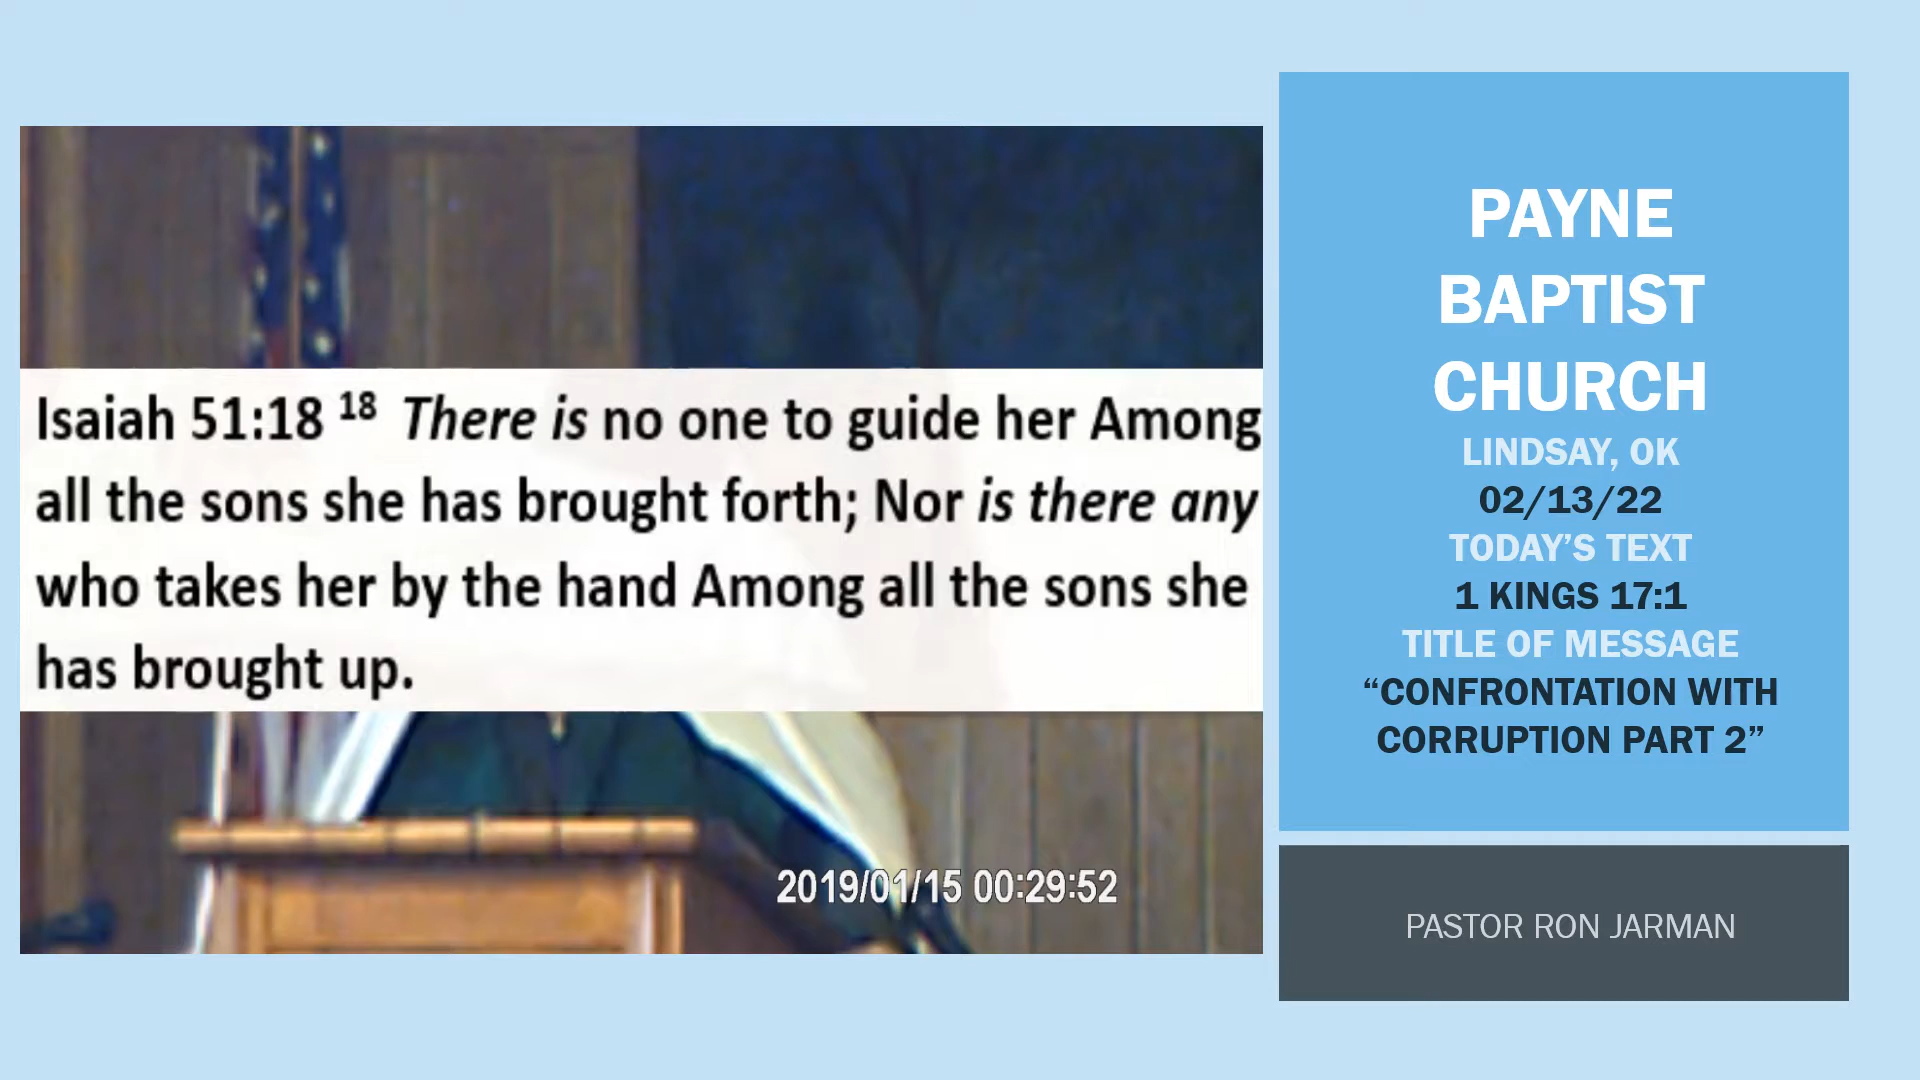 Isaiah 51:18 18 There is no one to guide her Among
all the sons she has brought forth; Nor is there any
who takes her by the hand Among all the sons she
has brought up.
2019/01/15 00:29:52
PAYNE
BAPTIST
CHURCH
LINDSAY, OK
02/13/22
TODAY’S TEXT
1 KINGS 17:1
TITLE OF MESSAGE
“CONFRONTATION WITH
CORRUPTION PART 2”
PASTOR RON JARMAN